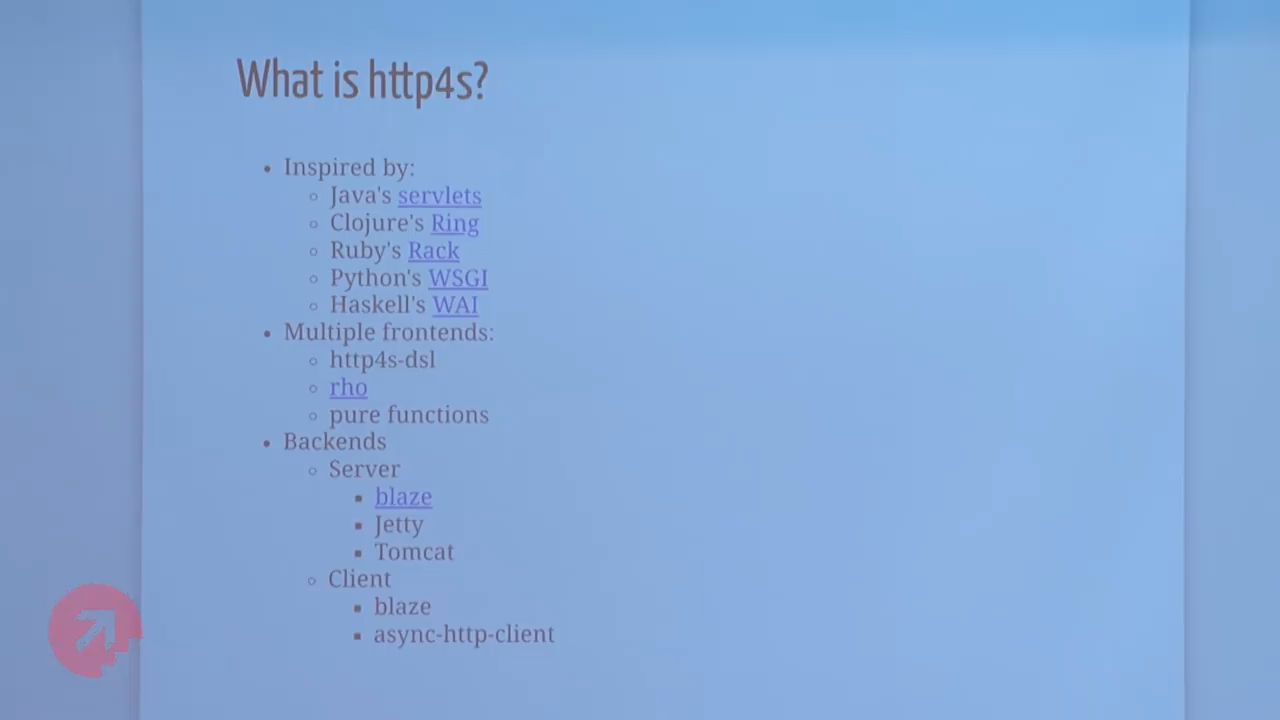 What is http4s?
• Inspired by:
◦ Java's servlets
◦ Clojure's Ring
◦ Ruby's Rack
◦ Python's WSGI
◦ Haskell's WAI
• Multiple frontends:
◦ http4s-dsl
◦ rho
◦ pure functions
• Backends
◦ Server
▪ blaze
▪ Jetty
▪ Tomcat
◦ Client
▪ blaze
▪ async-http-client